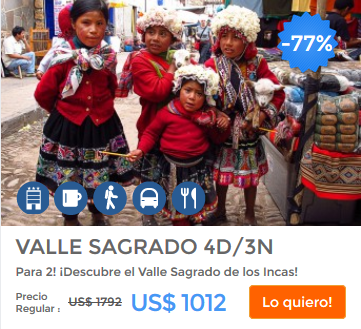 -77%
VALLE SAGRADO 4D/3N
Para 2! ¡Descubre el Valle Sagrado de los Incas!
Precio
Regular : US$ 1792 US$ 1012 Lo quiero!